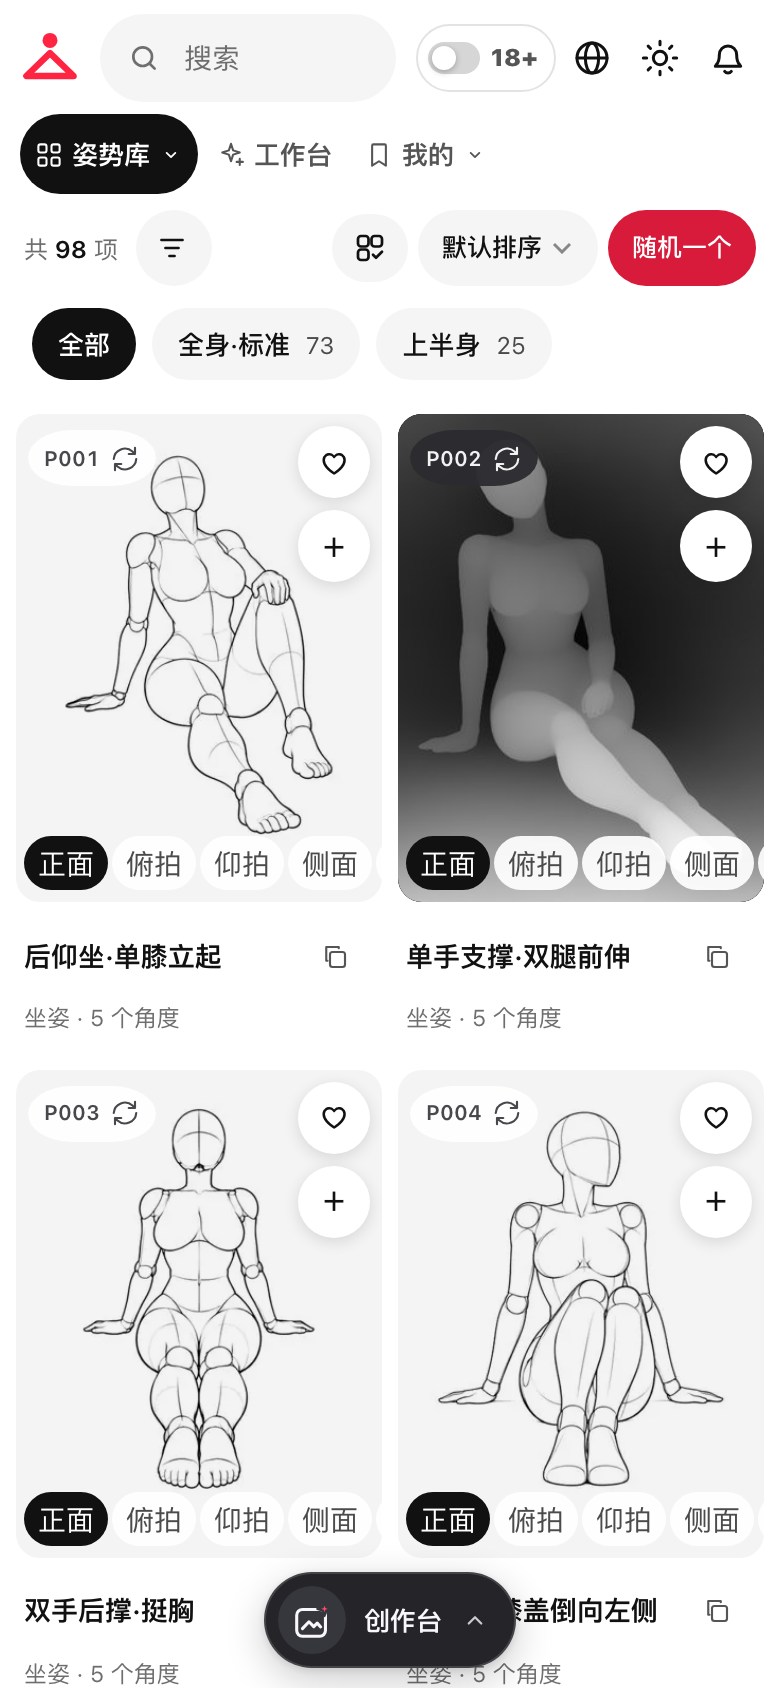 搜索
18+
姿势库
工作台
我的
共 98 项
默认排序
随机一个
全部
全身·标准 73
上半身 25
P001
P002
正面 俯拍 仰拍 侧面
正面 俯拍 仰拍 侧面
后仰坐·单膝立起
单手支撑·双腿前伸
坐姿 · 5 个角度
坐姿 · 5 个角度
P003
P004
正面 俯拍 仰拍 侧面
正面 俯拍 仰拍 侧面
双手后撑·挺胸
膝盖倒向左侧
创作台
坐姿 · 5 个角度
坐姿 · 5 个角度